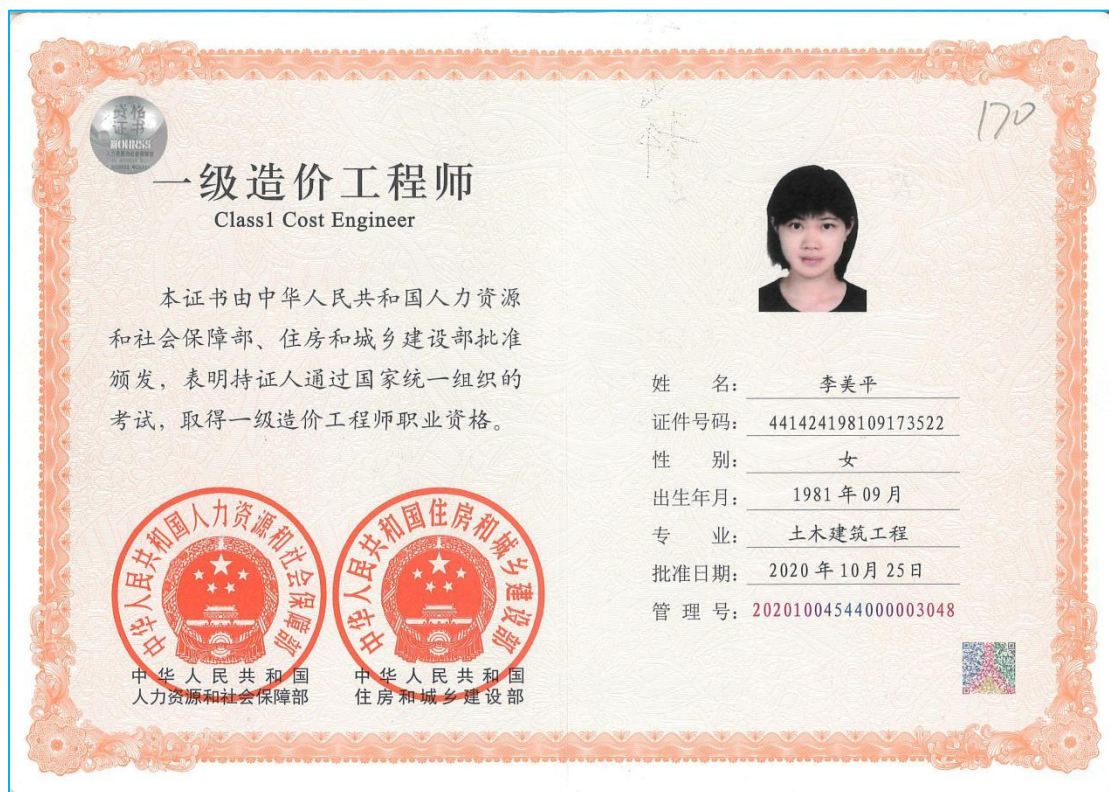 资格
证书
MOHRSS
一级造价工程师
Class1 Cost Engineer
本证书由中华人民共和国人力资源
和社会保障部、住房和城乡建设部批准
颁发，表明持证人通过国家统一组织的
考试，取得一级造价工程师职业资格。
中华人民共和国人力资源和社会保障部
中华人民共和国住房和城乡建设部
中华人民共和国
人力资源和社会保障部
中华人民共和国
住房和城乡建设部
170
姓 名：李美平
证件号码：441424198109173522
性 别：女
出生年月：1981年09月
专 业：土木建筑工程
批准日期：2020年10月25日
管 理 号：20201004544000003048